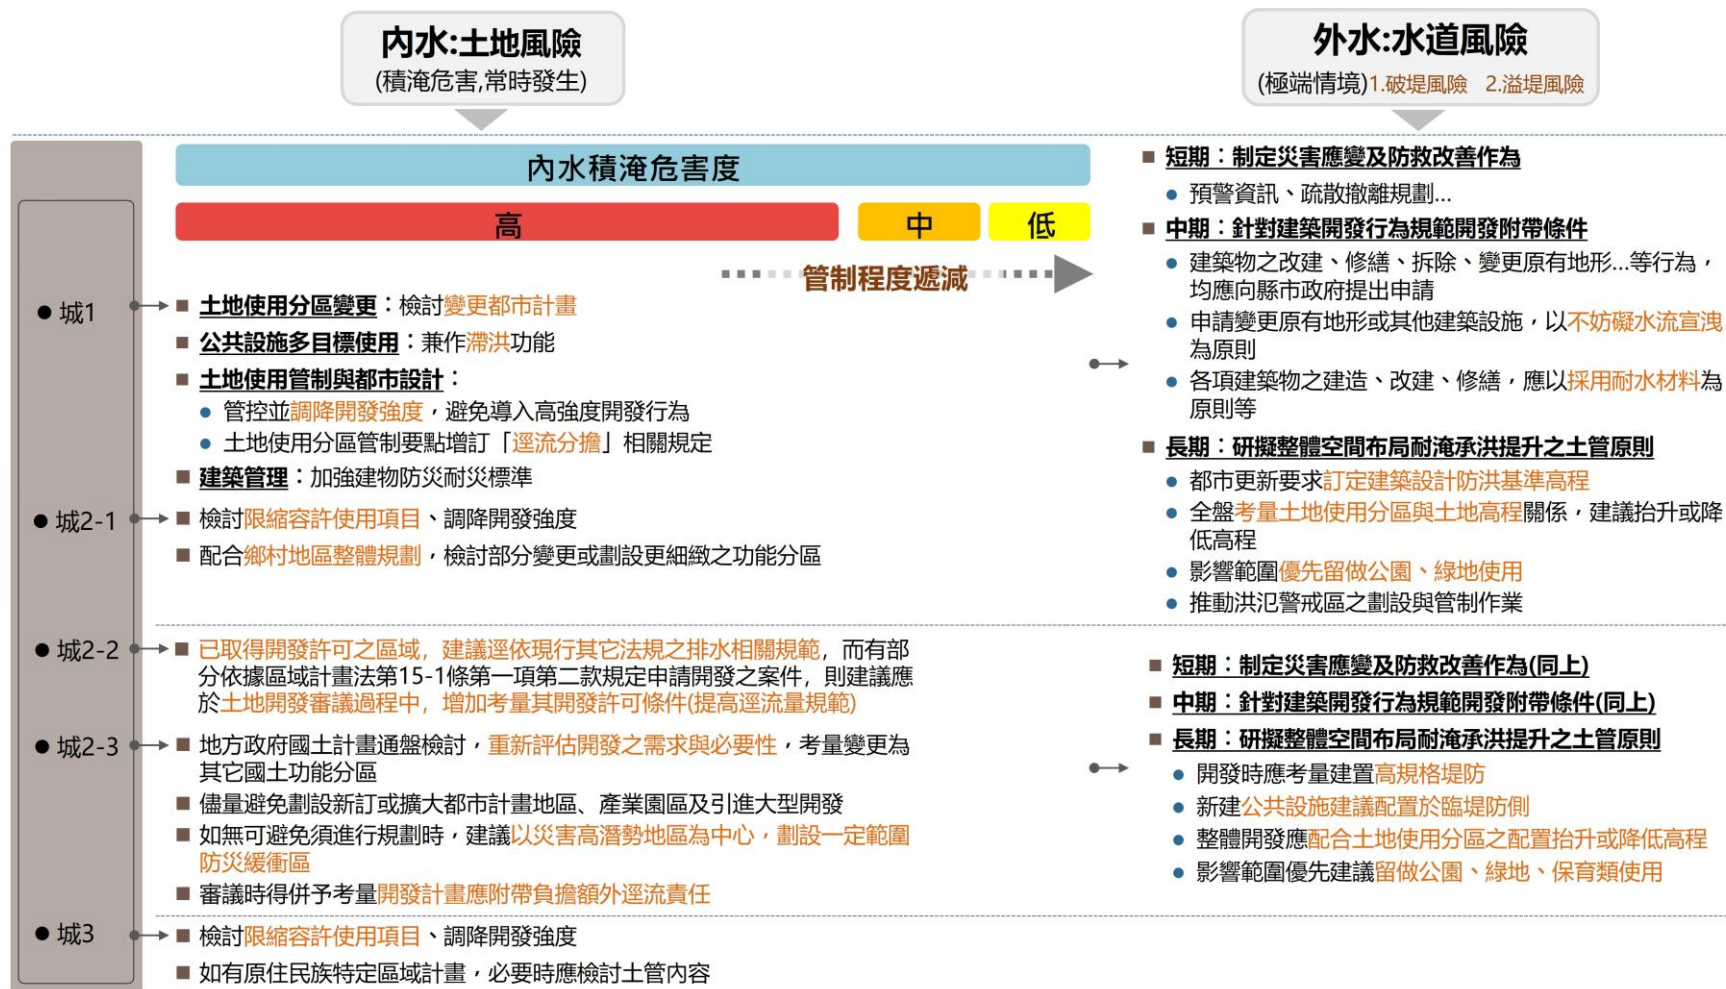 內水:土地風險
(積淹危害,常時發生)
外水:水道風險
(極端情境)1.破堤風險 2.溢堤風險
內水積淹危害度
高
中
低
管制程度遞減
● 城1
■ 土地使用分區變更：檢討變更都市計畫
■ 公共設施多目標使用：兼作滯洪功能
■ 土地使用管制與都市設計：
● 管控並調降開發強度，避免導入高強度開發行為
● 土地使用分區管制要點增訂「逕流分擔」相關規定
■ 建築管理：加強建物防災耐災標準
● 城2-1
■ 檢討限縮容許使用項目、調降開發強度
■ 配合鄉村地區整體規劃，檢討部分變更或劃設更細緻之功能分區
■ 短期：制定災害應變及防救改善作為
● 預警資訊、疏散撤離規劃...
■ 中期：針對建築開發行為規範開發附帶條件
● 建築物之改建、修繕、拆除、變更原有地形...等行為，
均應向縣市政府提出申請
● 申請變更原有地形或其他建築設施，以不妨礙水流宣洩
為原則
● 各項建築物之建造、改建、修繕，應以採用耐水材料為
原則等
■ 長期：研擬整體空間布局耐淹承洪提升之土管原則
● 都市更新要求訂定建築設計防洪基準高程
● 全盤考量土地使用分區與土地高程關係，建議抬升或降
低高程
● 影響範圍優先留做公園、綠地使用
● 推動洪氾警戒區之劃設與管制作業
● 城2-2
■ 已取得開發許可之區域，建議逕依現行其它法規之排水相關規範，而有部
分依據區域計畫法第15-1條第一項第二款規定申請開發之案件，則建議應
於土地開發審議過程中，增加考量其開發許可條件(提高逕流量規範)
● 城2-3
■ 地方政府國土計畫通盤檢討，重新評估開發之需求與必要性，考量變更為
其它國土功能分區
■ 儘量避免劃設新訂或擴大都市計畫地區、產業園區及引進大型開發
■ 如無可避免須進行規劃時，建議以災害高潛勢地區為中心，劃設一定範圍
防災緩衝區
■ 審議時得併予考量開發計畫應附帶負擔額外逕流責任
■ 短期：制定災害應變及防救改善作為(同上)
■ 中期：針對建築開發行為規範開發附帶條件(同上)
■ 長期：研擬整體空間布局耐淹承洪提升之土管原則
● 開發時應考量建置高規格堤防
● 新建公共設施建議配置於臨堤防側
● 整體開發應配合土地使用分區之配置抬升或降低高程
● 影響範圍優先建議留做公園、綠地、保育類使用
● 城3
■ 檢討限縮容許使用項目、調降開發強度
■ 如有原住民族特定區域計畫，必要時應檢討土管內容